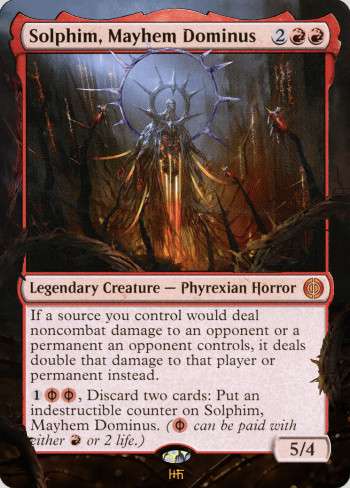 Solphim, Mayhem Dominus 2
Legendary Creature — Phyrexian Horror
If a source you control would deal
noncombat damage to an opponent or a
permanent an opponent controls, it deals
double that damage to that player or
permanent instead.
1, Discard two cards: Put an
indestructible counter on Solphim,
Mayhem Dominus. ( can be paid with
either or 2 life.)
5/4